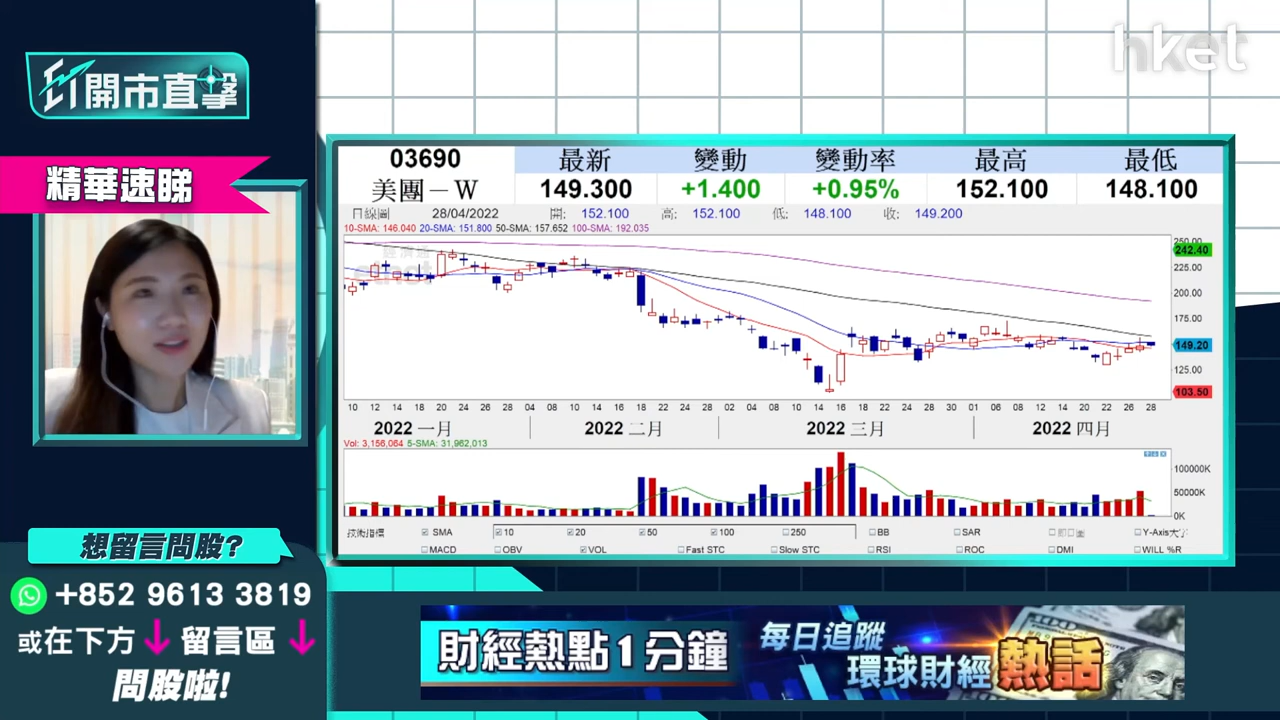 hket
ET開市直擊
精華速睇
03690
美團－W
最新 變動 變動率 最高 最低
149.300 +1.400 +0.95% 152.100 148.100
日線圖 28/04/2022 開: 152.100 高: 152.100 低: 148.100 收: 149.200
10-SMA: 146.040 20-SMA: 151.800 50-SMA: 157.652 100-SMA: 192.035
250.00
242.40
225.00
200.00
175.00
149.20
125.00
103.50
10 12 14 18 20 24 26 28 04 08 10 14 16 18 22 24 28 02 04 08 10 14 16 18 22 24 28 30 01 06 08 12 14 20 22 26 28
2022 一月 2022 二月 2022 三月 2022 四月
Vol: 3,156,064 5-SMA: 31,962,013
100000K
50000K
0K
技術指標 SMA 10 20 50 100 250 BB SAR Y-Axis大
MACD OBV VOL Fast STC Slow STC RSI ROC DMI WILL %R
想留言問股?
+852 9613 3819
或在下方↓留言區↓
問股啦!
財經熱點1分鐘
每日追蹤
環球財經熱話